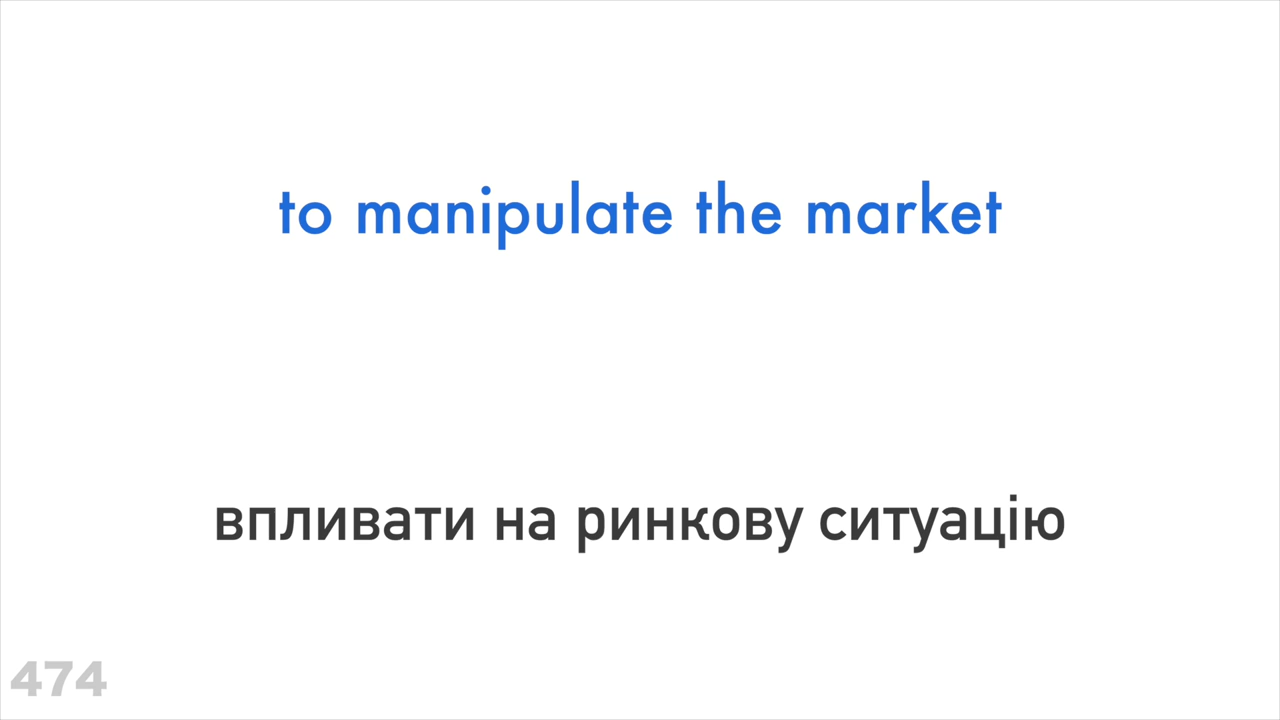 to manipulate the market
впливати на ринкову ситуацію
474